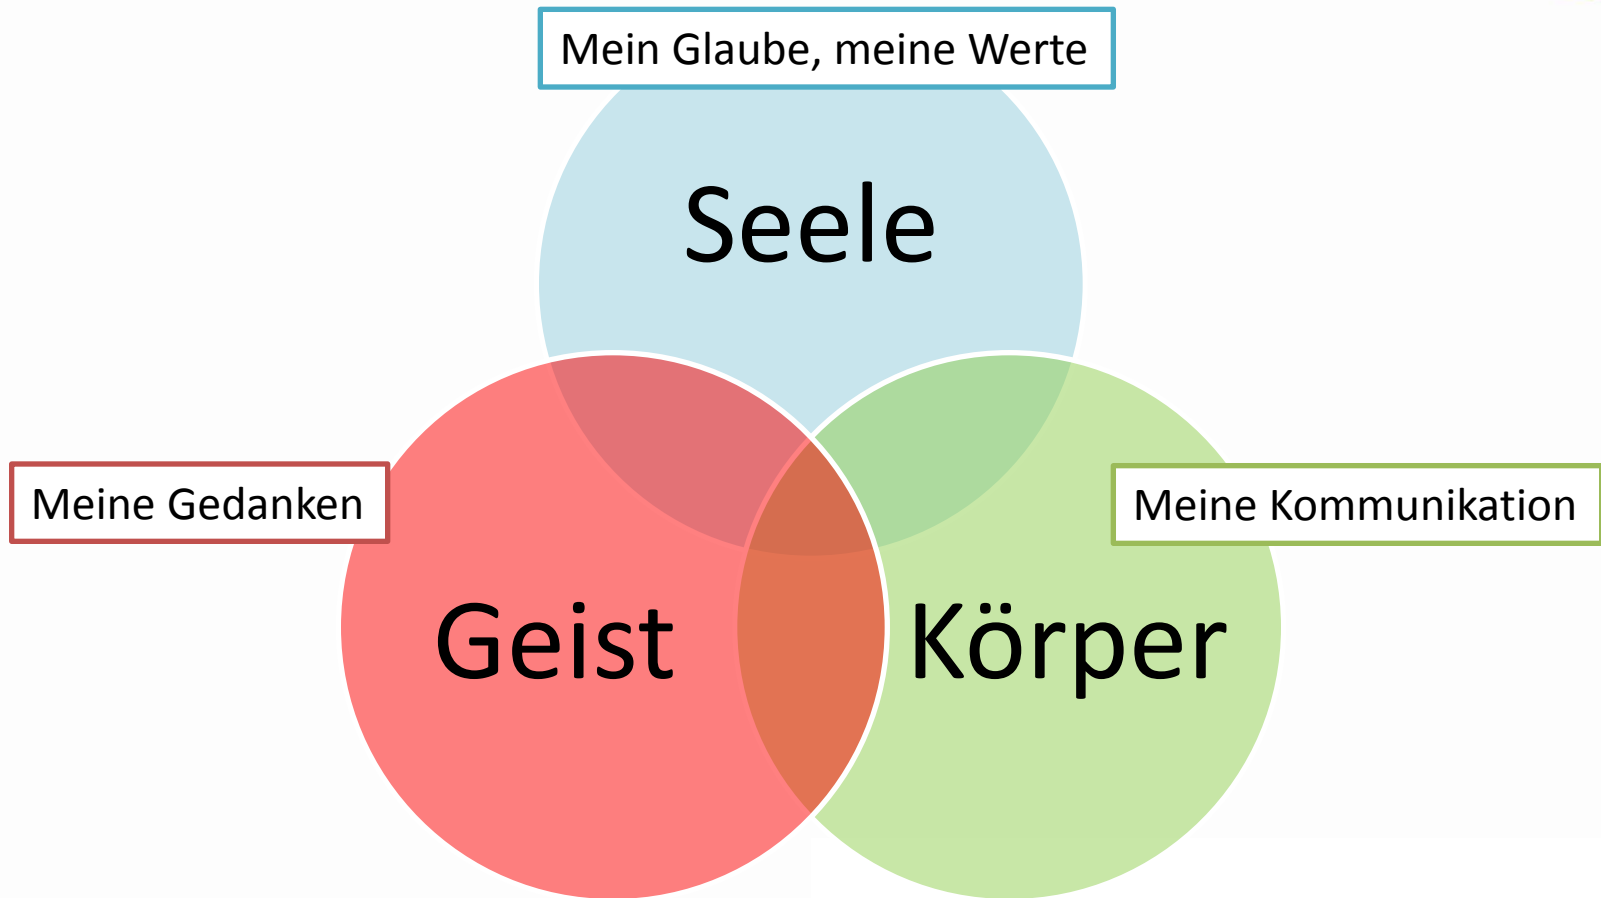 Mein Glaube, meine Werte
Seele
Meine Gedanken
Meine Kommunikation
Geist
Körper